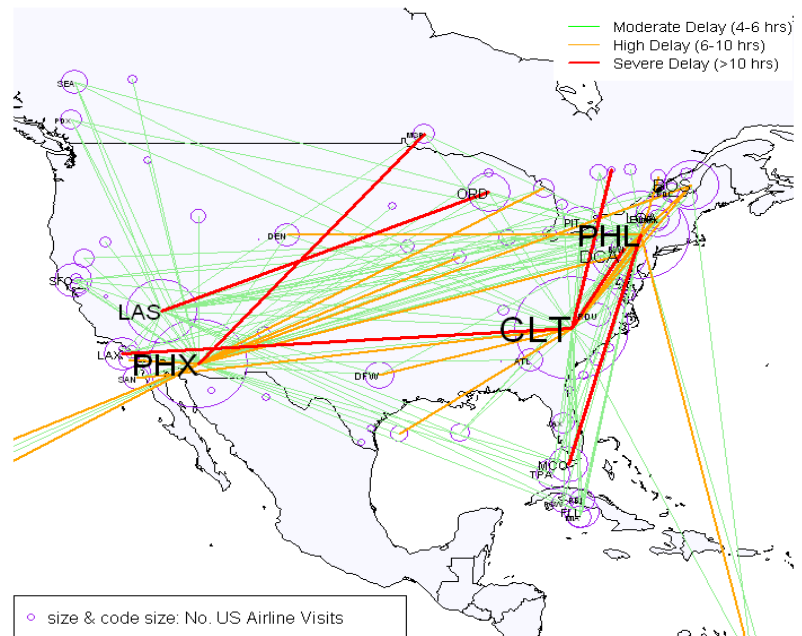 Moderate Delay (4-6 hrs)
High Delay (6-10 hrs)
Severe Delay (>10 hrs)
SEA
PDX
MSP
ORD
BOS
PIT
PHL
DEN
DCA
SFO
LAS
CLT
RDU
LAX
PHX
ATL
SAN
DFW
MCO
TPA
FLL
size & code size: No. US Airline Visits